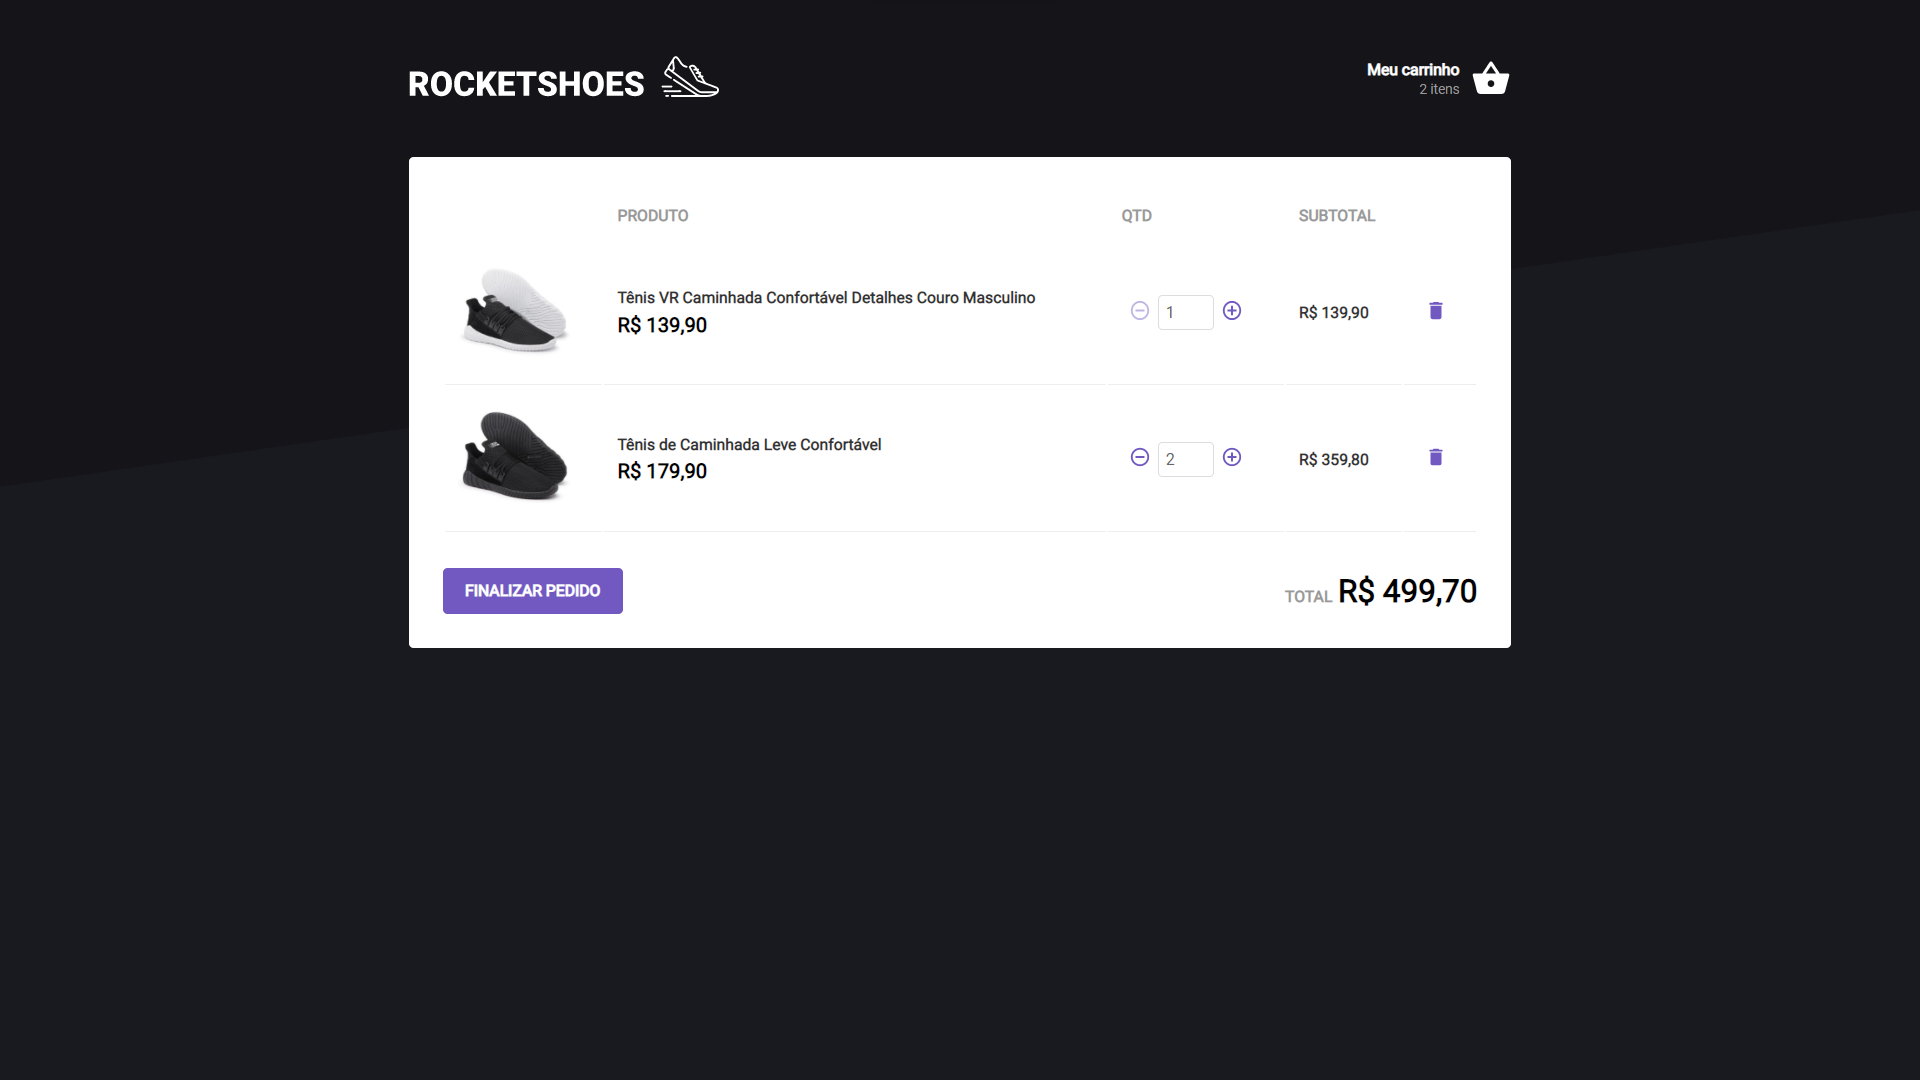 ROCKETSHOES
Meu carrinho
2 itens
PRODUTO QTD SUBTOTAL
Tênis VR Caminhada Confortável Detalhes Couro Masculino
R$ 139,90
1
R$ 139,90
Tênis de Caminhada Leve Confortável
R$ 179,90
2
R$ 359,80
FINALIZAR PEDIDO
TOTAL R$ 499,70